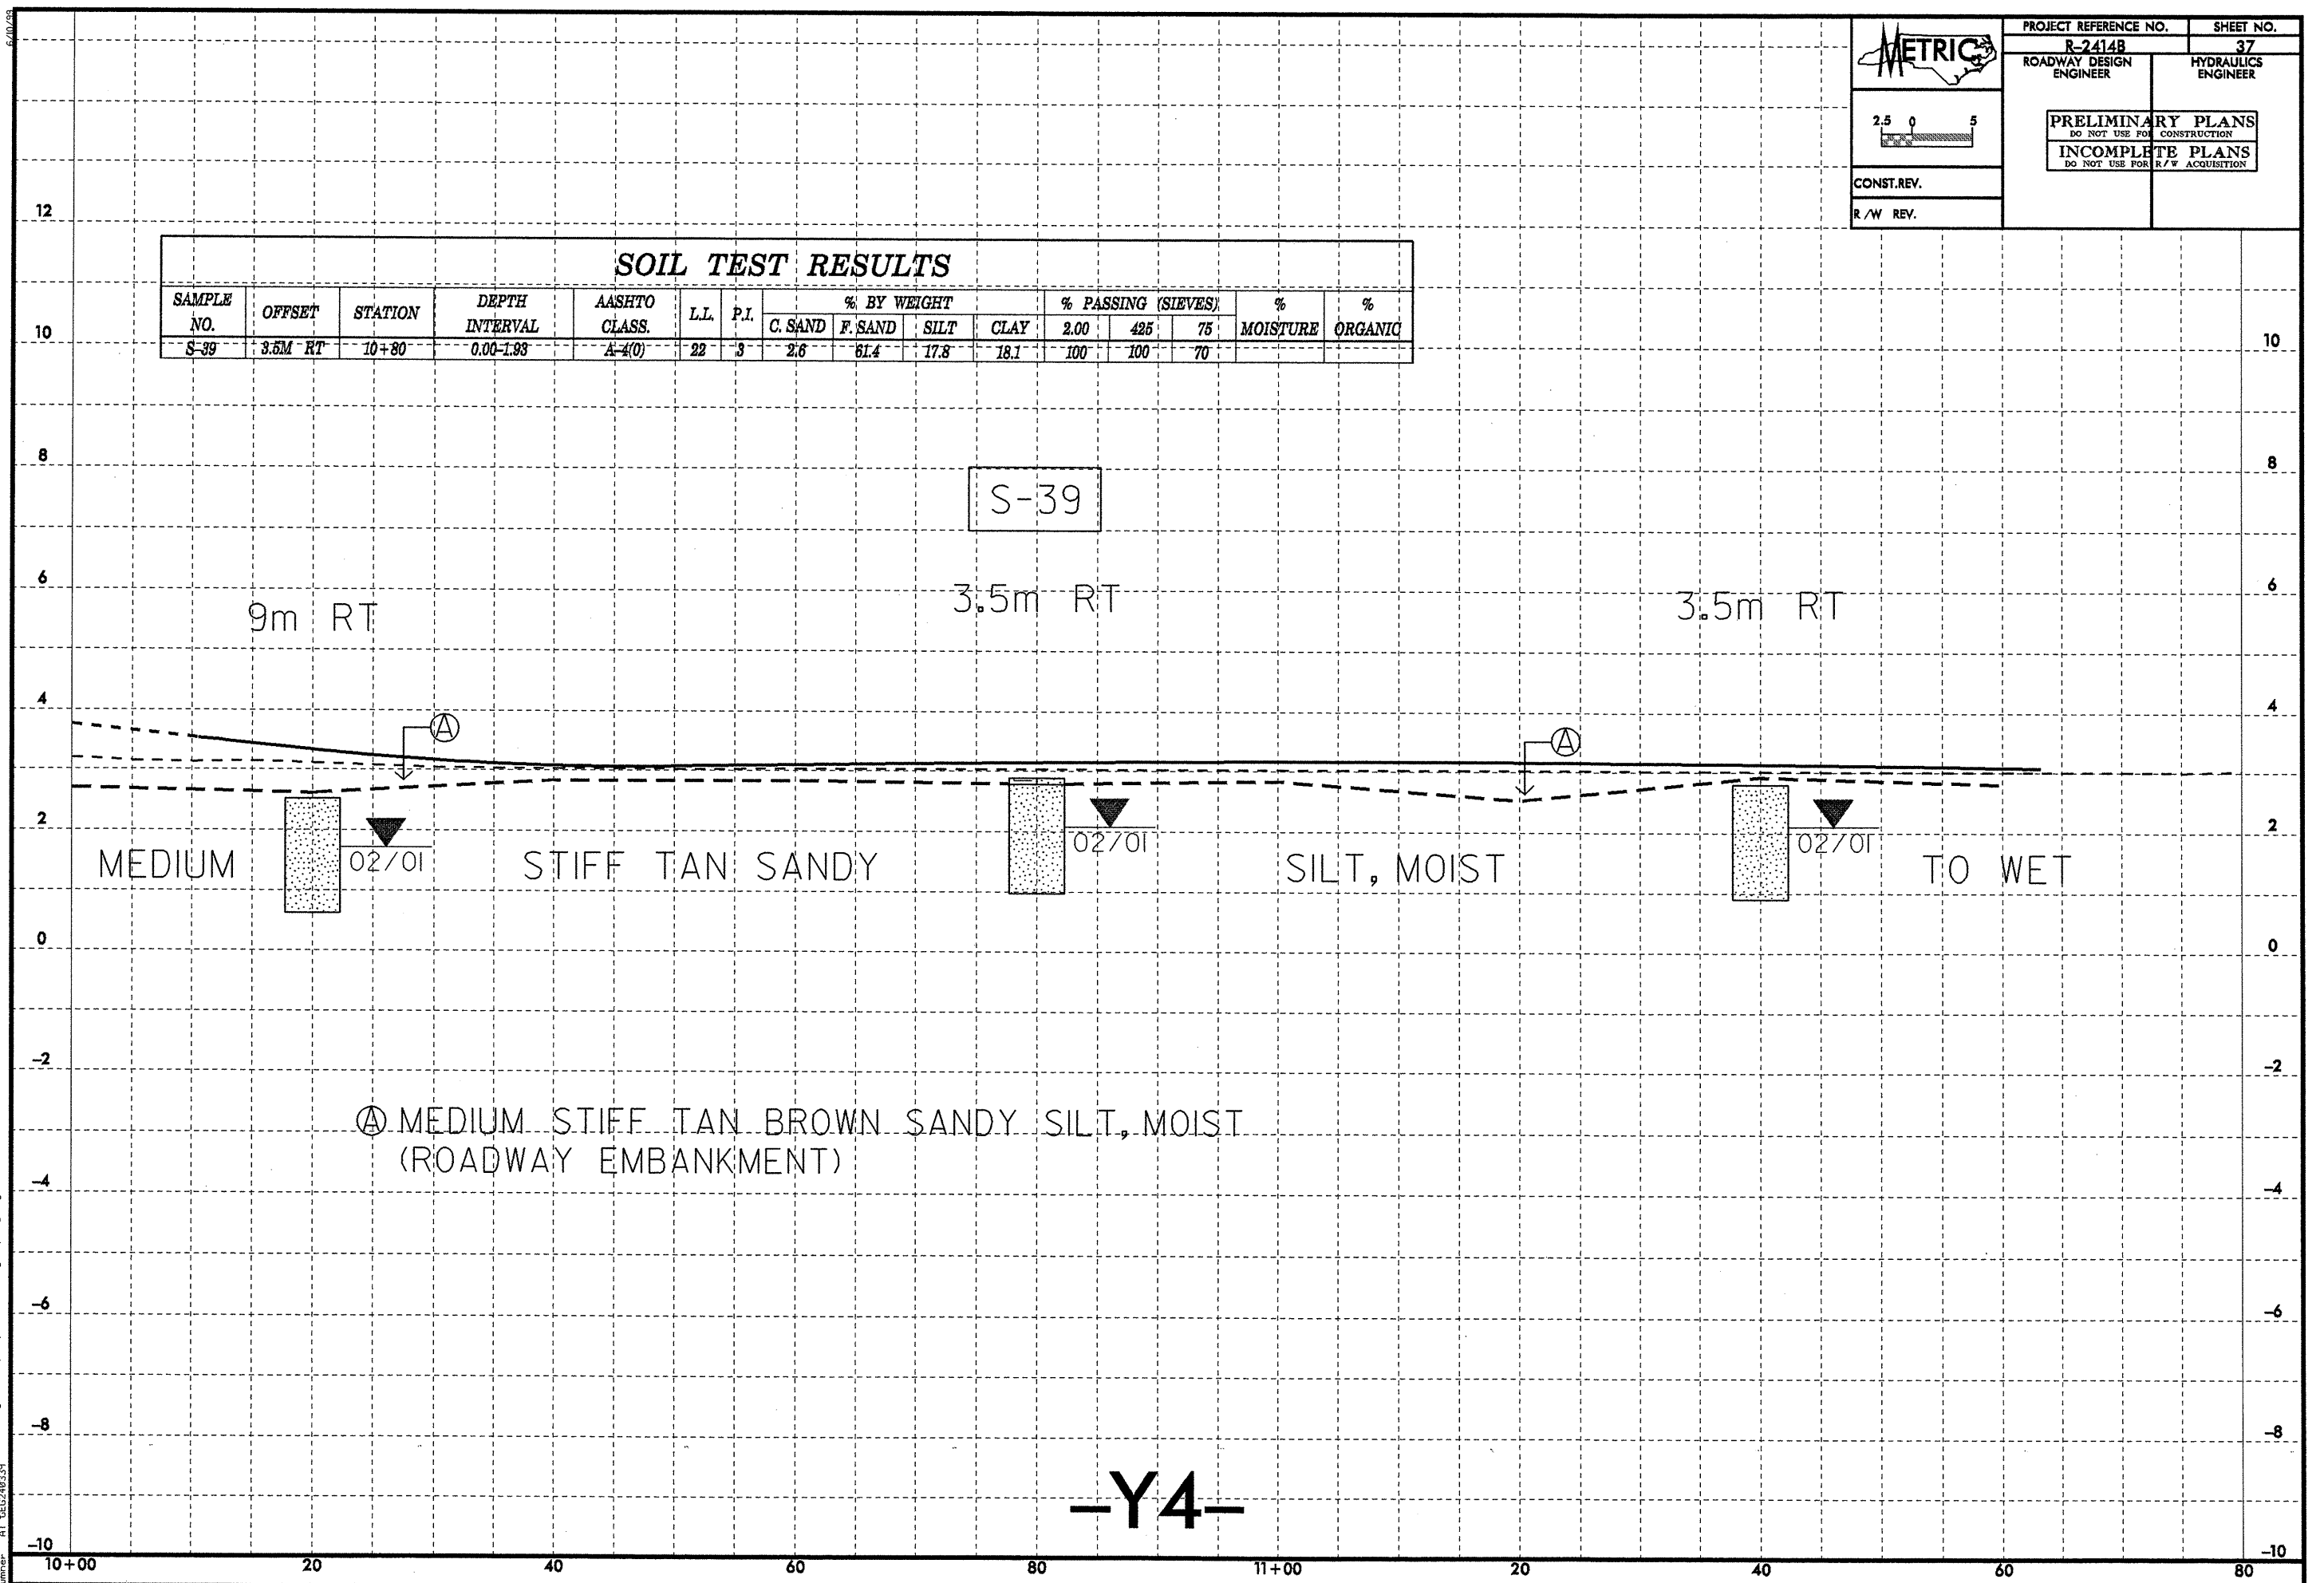 6/10/99
METRIC
PROJECT REFERENCE NO. SHEET NO.
R-2414B 37
ROADWAY DESIGN ENGINEER HYDRAULICS ENGINEER
PRELIMINARY PLANS
DO NOT USE FOR CONSTRUCTION
INCOMPLETE PLANS
DO NOT USE FOR R/W ACQUISITION
2.5 0 5
CONST.REV.
R/W REV.
12
SOIL TEST RESULTS
SAMPLE NO. OFFSET STATION DEPTH INTERVAL AASHTO CLASS. L.L. P.I. % BY WEIGHT % PASSING (SIEVES) % MOISTURE % ORGANIC
C. SAND F. SAND SILT CLAY 2.00 425 75
S-39 3.5M RT 10+80 0.00-1.93 A-4(0) 22 3 2.6 61.4 17.8 18.1 100 100 70
10 10
8 8
S-39
6 6
9m RT 3.5m RT 3.5m RT
4 4
A A
2 2
02/01 02/01 02/01
MEDIUM STIFF TAN SANDY SILT, MOIST TO WET
0 0
-2 -2
A MEDIUM STIFF TAN BROWN SANDY SILT, MOIST
(ROADWAY EMBANKMENT)
-4 -4
-6 -6
-8 -8
-Y4-
-10 -10
10+00 20 40 60 80 11+00 20 40 60 80